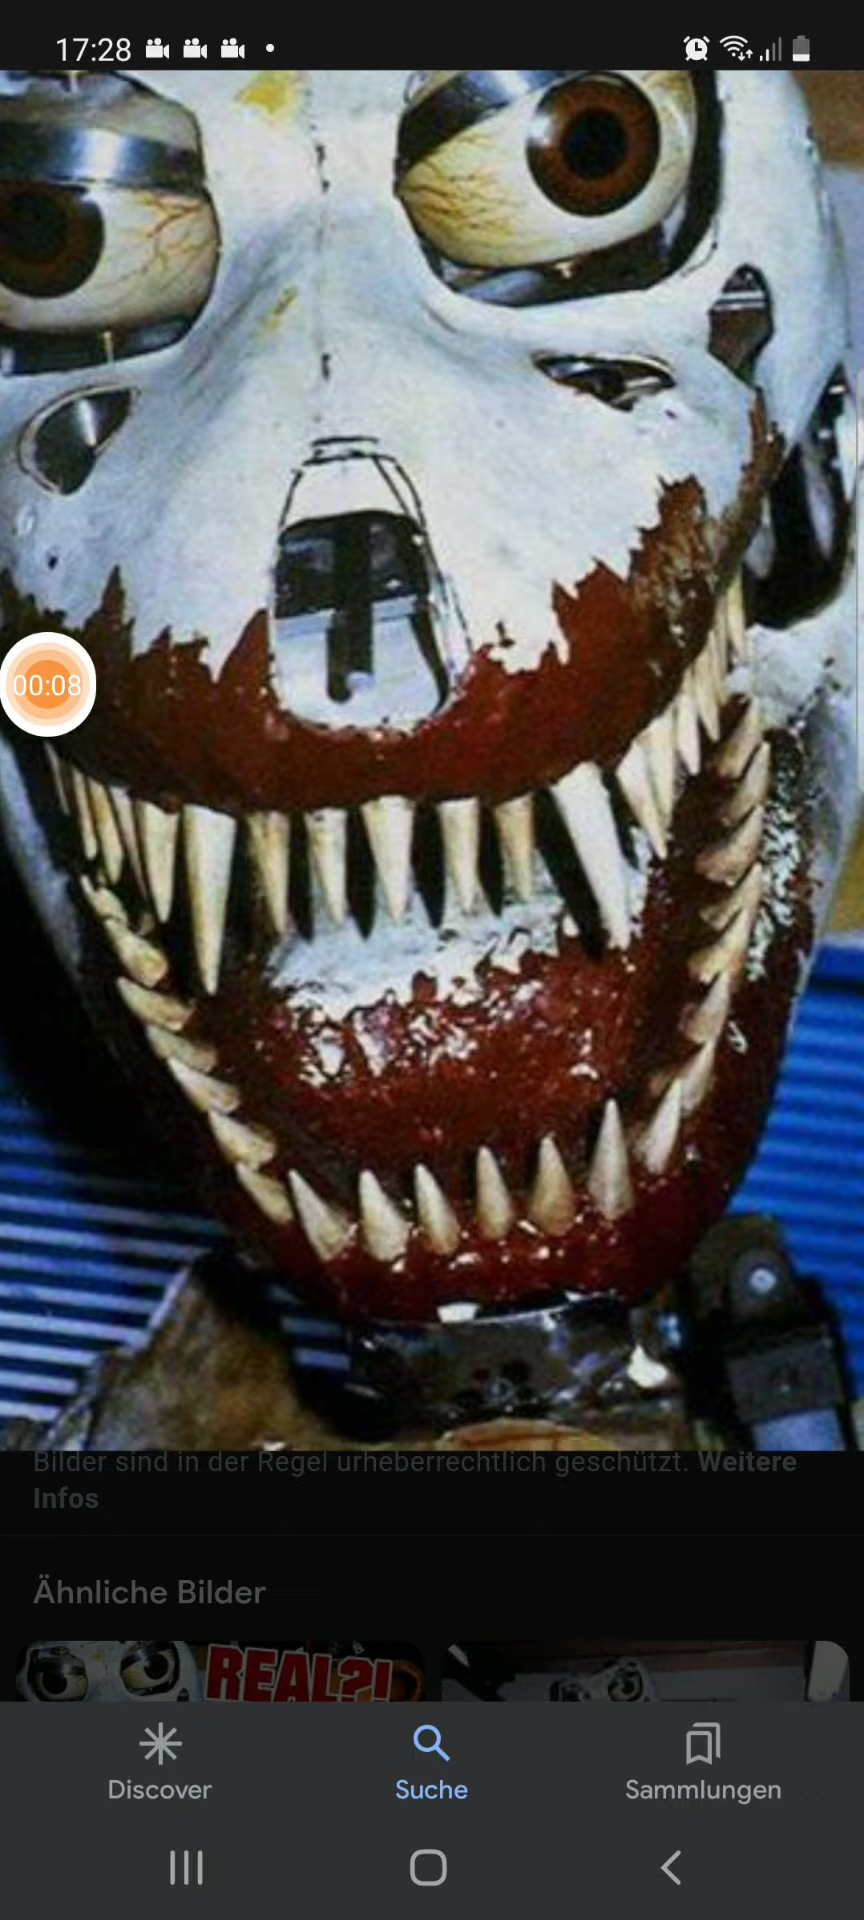 17:28
00:08
Bilder sind in der Regel urheberrechtlich geschützt. Weitere
Infos
Ähnliche Bilder
REAL?!
Discover
Suche
Sammlungen